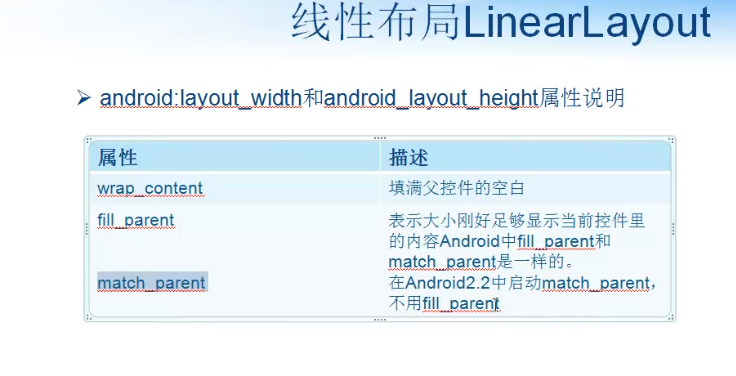 线性布局LinearLayout
android:layout_width和android_layout_height属性说明
属性 描述
wrap_content 填满父控件的空白
fill_parent 表示大小刚好足够显示当前控件里
的内容Android中fill_parent和
match_parent是一样的。
match_parent 在Android2.2中启动match_parent，
不用fill_parent